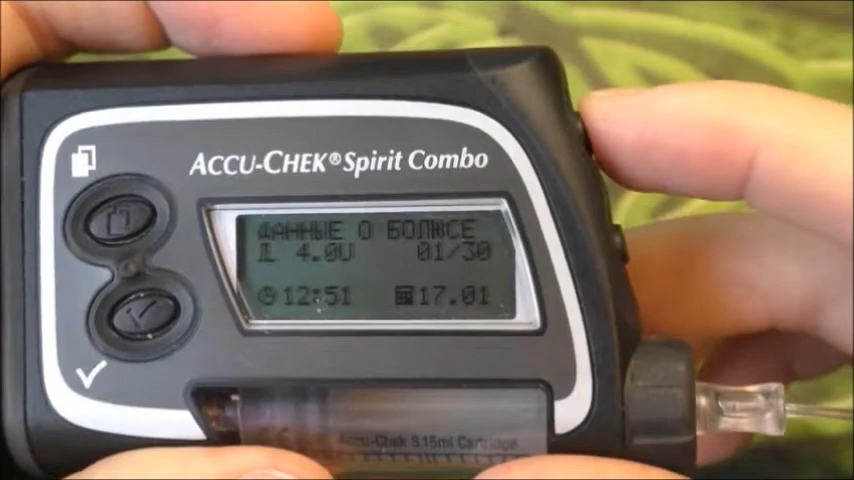 ACCU-CHEK® Spirit Combo
ДАННЫЕ О БОЛЮСЕ
4.0U 01/30
12:51 17.01
Accu-Chek 3.15ml Cartridge